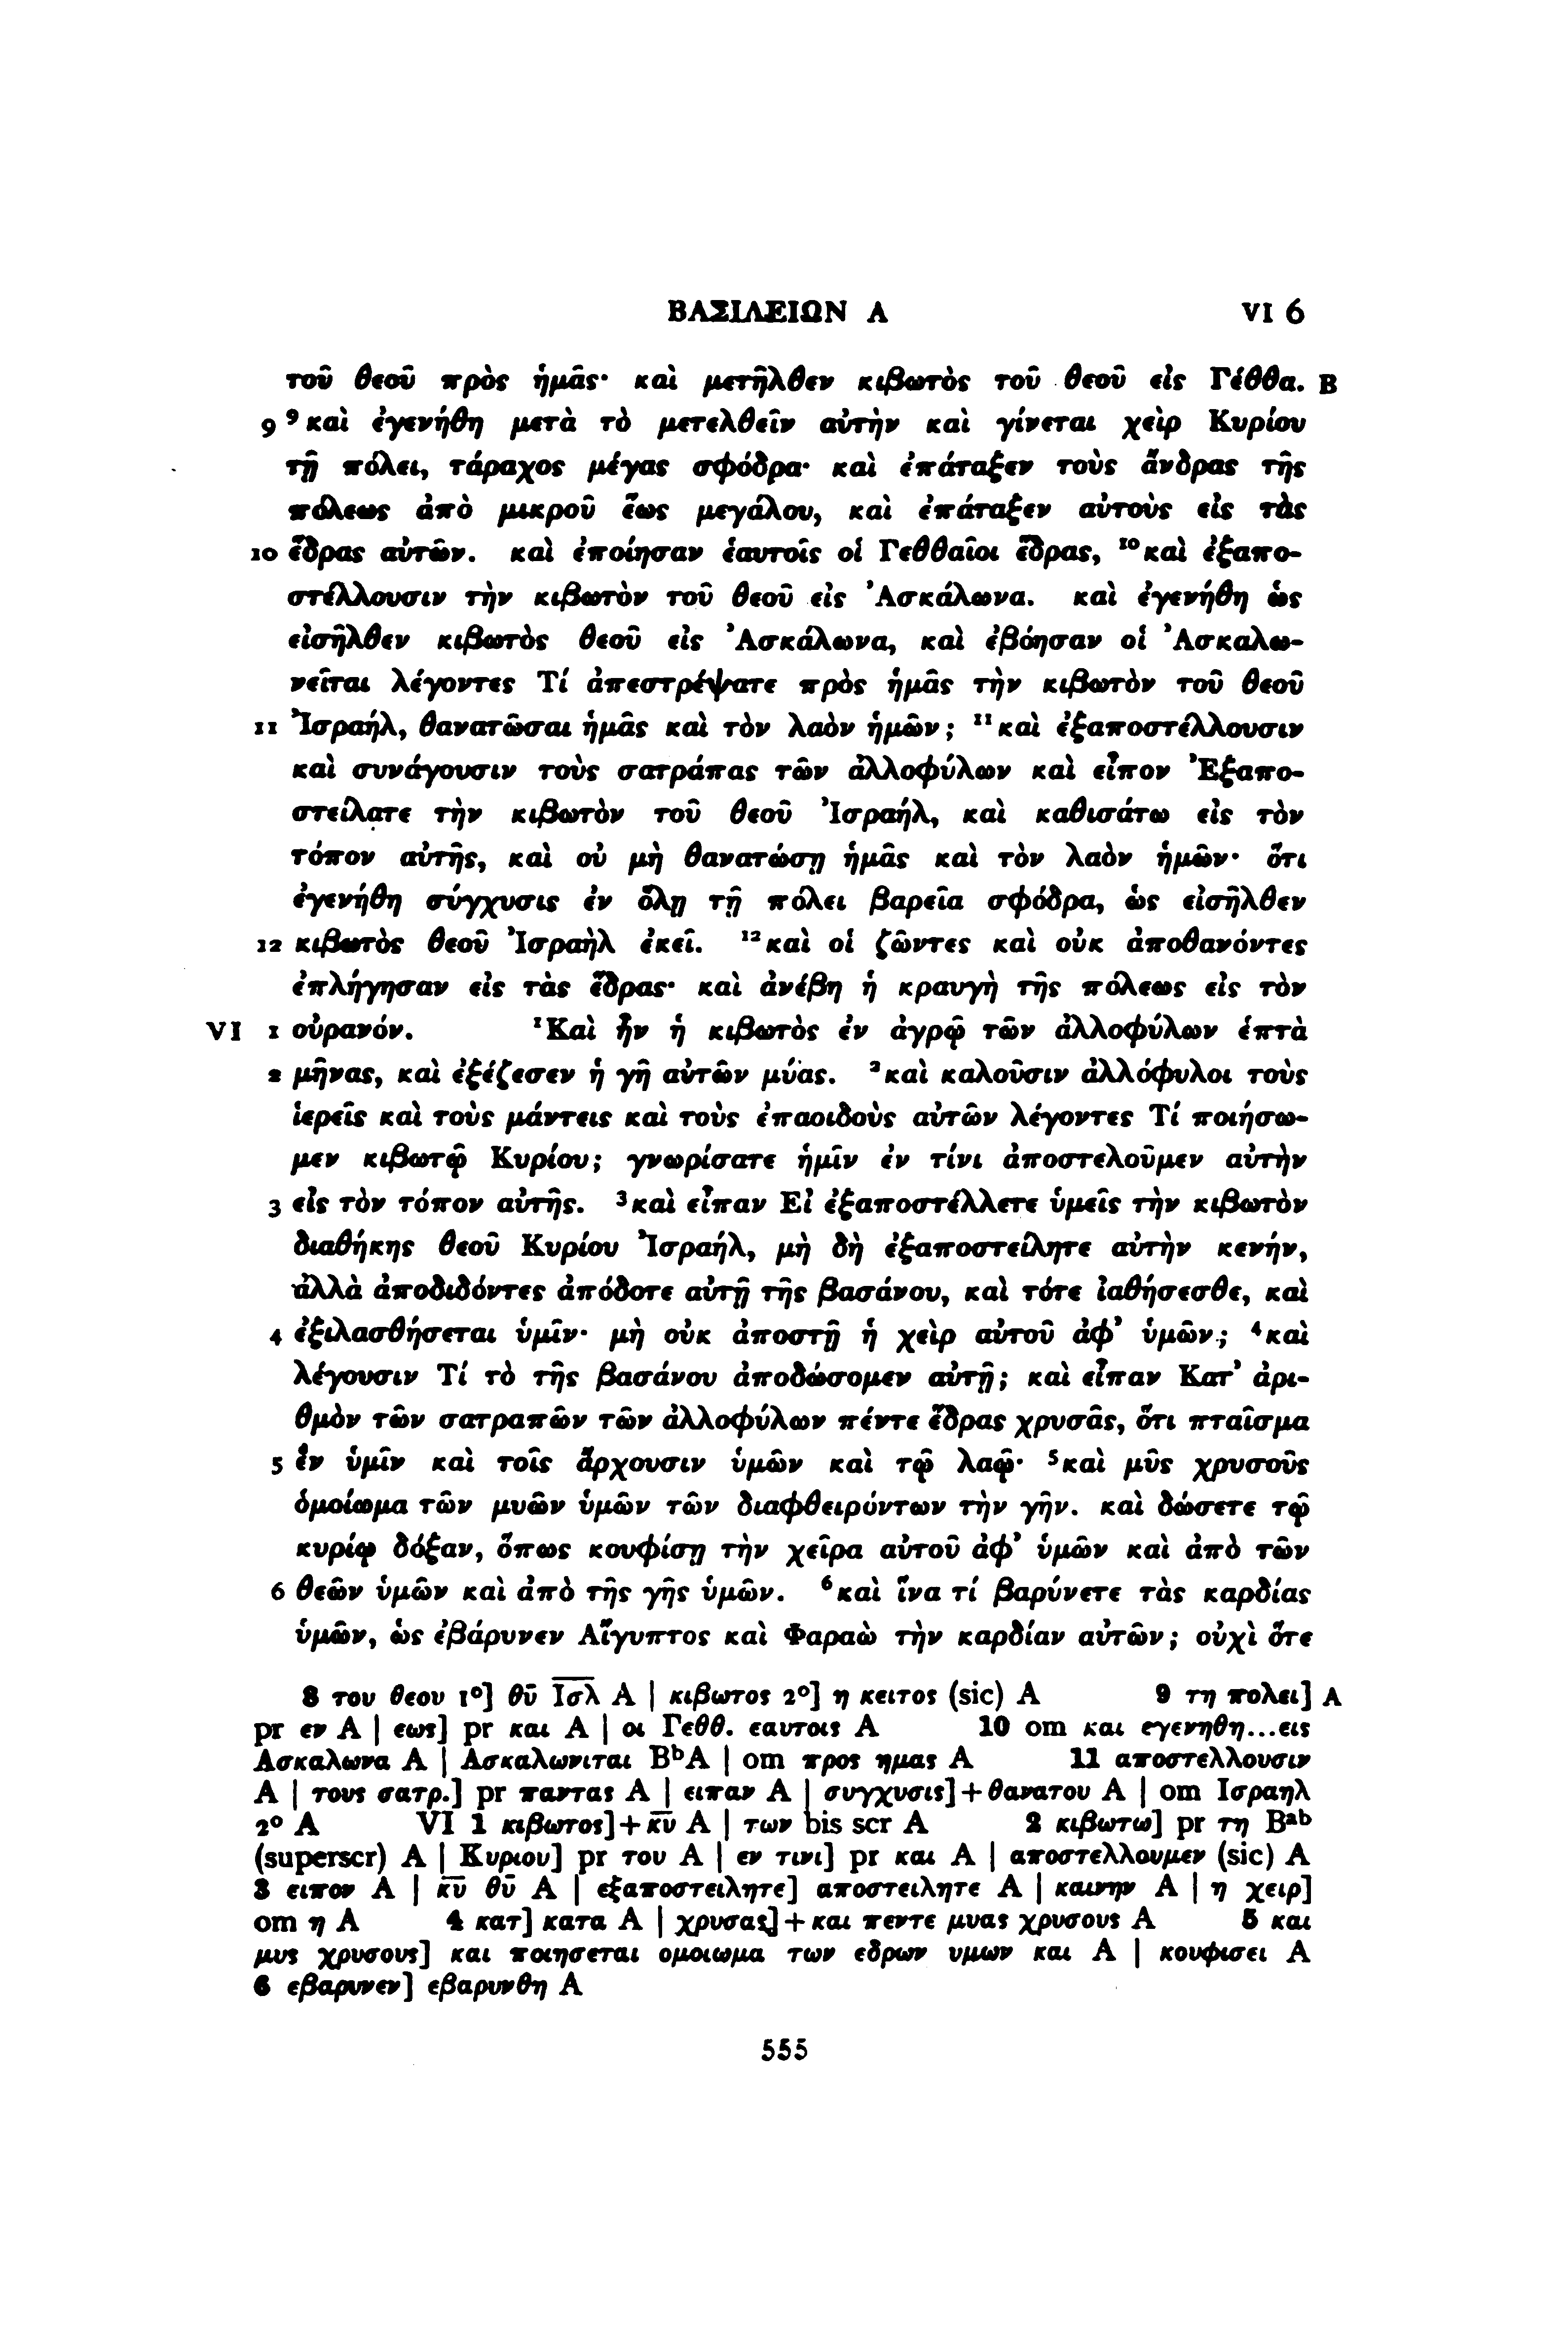 ΒΑΣΙΛΕΙΩΝ Α VI 6
τοῦ θεοῦ πρὸς ἡμᾶς· καὶ μετῆλθεν κιβωτὸς τοῦ θεοῦ εἰς Γέθθα. B
9 ⁹καὶ ἐγενήθη μετὰ τὸ μετελθεῖν αὐτὴν καὶ γίνεται χεὶρ Κυρίου
τῇ πόλει, τάραχος μέγας σφόδρα· καὶ ἐπάταξεν τοὺς ἄνδρας τῆς
πόλεως ἀπὸ μικροῦ ἕως μεγάλου, καὶ ἐπάταξεν αὐτοὺς εἰς τὰς
10 ἕδρας αὐτῶν. καὶ ἐποίησαν ἑαυτοῖς οἱ Γεθθαῖοι ἕδρας, ¹⁰καὶ ἐξαπο-
στέλλουσιν τὴν κιβωτὸν τοῦ θεοῦ εἰς Ἀσκάλωνα. καὶ ἐγενήθη ὡς
εἰσῆλθεν κιβωτὸς θεοῦ εἰς Ἀσκάλωνα, καὶ ἐβόησαν οἱ Ἀσκαλω-
νεῖται λέγοντες Τί ἀπεστρέψατε πρὸς ἡμᾶς τὴν κιβωτὸν τοῦ θεοῦ
11 Ἰσραήλ, θανατῶσαι ἡμᾶς καὶ τὸν λαὸν ἡμῶν; ¹¹καὶ ἐξαποστέλλουσιν
καὶ συνάγουσιν τοὺς σατράπας τῶν ἀλλοφύλων καὶ εἶπον Ἐξαπο-
στείλατε τὴν κιβωτὸν τοῦ θεοῦ Ἰσραήλ, καὶ καθισάτω εἰς τὸν
τόπον αὐτῆς, καὶ οὐ μὴ θανατώσῃ ἡμᾶς καὶ τὸν λαὸν ἡμῶν· ὅτι
ἐγενήθη σύγχυσις ἐν ὅλῃ τῇ πόλει βαρεῖα σφόδρα, ὡς εἰσῆλθεν
12 κιβωτὸς θεοῦ Ἰσραὴλ ἐκεῖ. ¹²καὶ οἱ ζῶντες καὶ οὐκ ἀποθανόντες
ἐπλήγησαν εἰς τὰς ἕδρας· καὶ ἀνέβη ἡ κραυγὴ τῆς πόλεως εἰς τὸν
VI 1 οὐρανόν. ¹Καὶ ἦν ἡ κιβωτὸς ἐν ἀγρῷ τῶν ἀλλοφύλων ἑπτὰ
2 μῆνας, καὶ ἐξέζεσεν ἡ γῆ αὐτῶν μύας. ²καὶ καλοῦσιν ἀλλόφυλοι τοὺς
ἱερεῖς καὶ τοὺς μάντεις καὶ τοὺς ἐπαοιδοὺς αὐτῶν λέγοντες Τί ποιήσω-
μεν κιβωτῷ Κυρίου; γνωρίσατε ἡμῖν ἐν τίνι ἀποστελοῦμεν αὐτὴν
3 εἰς τὸν τόπον αὐτῆς. ³καὶ εἶπαν Εἰ ἐξαποστέλλετε ὑμεῖς τὴν κιβωτὸν
διαθήκης θεοῦ Κυρίου Ἰσραήλ, μὴ δὴ ἐξαποστείλητε αὐτὴν κενήν,
ἀλλὰ ἀποδιδόντες ἀπόδοτε αὐτῇ τῆς βασάνου, καὶ τότε ἰαθήσεσθε, καὶ
4 ἐξιλασθήσεται ὑμῖν· μὴ οὐκ ἀποστῇ ἡ χεὶρ αὐτοῦ ἀφ’ ὑμῶν; ⁴καὶ
λέγουσιν Τί τὸ τῆς βασάνου ἀποδώσομεν αὐτῇ; καὶ εἶπαν Κατ’ ἀρι-
θμὸν τῶν σατραπῶν τῶν ἀλλοφύλων πέντε ἕδρας χρυσᾶς, ὅτι πταῖσμα
5 ἓν ὑμῖν καὶ τοῖς ἄρχουσιν ὑμῶν καὶ τῷ λαῷ· ⁵καὶ μῦς χρυσοῦς
ὁμοίωμα τῶν μυῶν ὑμῶν τῶν διαφθειρόντων τὴν γῆν. καὶ δώσετε τῷ
κυρίῳ δόξαν, ὅπως κουφίσῃ τὴν χεῖρα αὐτοῦ ἀφ’ ὑμῶν καὶ ἀπὸ τῶν
6 θεῶν ὑμῶν καὶ ἀπὸ τῆς γῆς ὑμῶν. ⁶καὶ ἵνα τί βαρύνετε τὰς καρδίας
ὑμῶν, ὡς ἐβάρυνεν Αἴγυπτος καὶ Φαραὼ τὴν καρδίαν αὐτῶν; οὐχὶ ὅτε
8 του θεου 1º] θ̅υ̅ Ι̅σ̅λ̅ A | κιβωτος 2º] η κειτος (sic) A 9 τη πολει] A
pr εν A | εως] pr και A | οι Γεθθ. εαυτοις A 10 om και εγενηθη...εις
Ασκαλωνα A | Ασκαλωνιται BᵇA | om προς ημας A 11 αποστελλουσιν
A | τους σατρ.] pr παντας A | ειπαν A | συγχυσις]+θανατου A | om Ισραηλ
2º A VI 1 κιβωτος]+κ̅υ̅ A | των bis scr A 2 κιβωτω] pr τη Bᵃᵇ
(superscr) A | Κυριου] pr του A | εν τινι] pr και A | αποστελλουμεν (sic) A
3 ειπον A | κ̅υ̅ θ̅υ̅ A | εξαποστειλητε] αποστειλητε A | καινην A | η χειρ]
om η A 4 κατ] κατα A | χρυσας]+και πεντε μυας χρυσους A 5 και
μυς χρυσους] και ποιησεται ομοιωμα των εδρων υμων και A | κουφισει A
6 εβαρυνεν] εβαρυνθη A
555